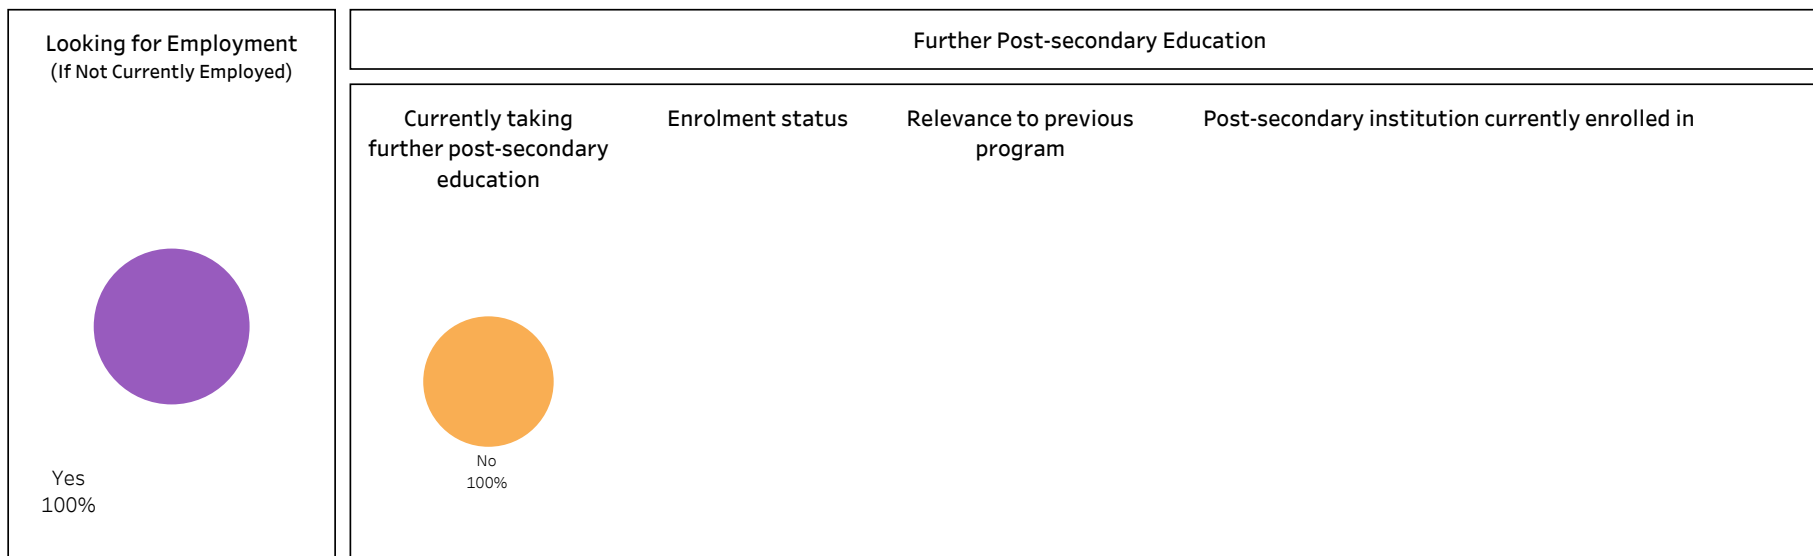 Looking for Employment
(If Not Currently Employed)
Yes
100%
Further Post-secondary Education
Currently taking
further post-secondary
education
No
100%
Enrolment status
Relevance to previous
program
Post-secondary institution currently enrolled in